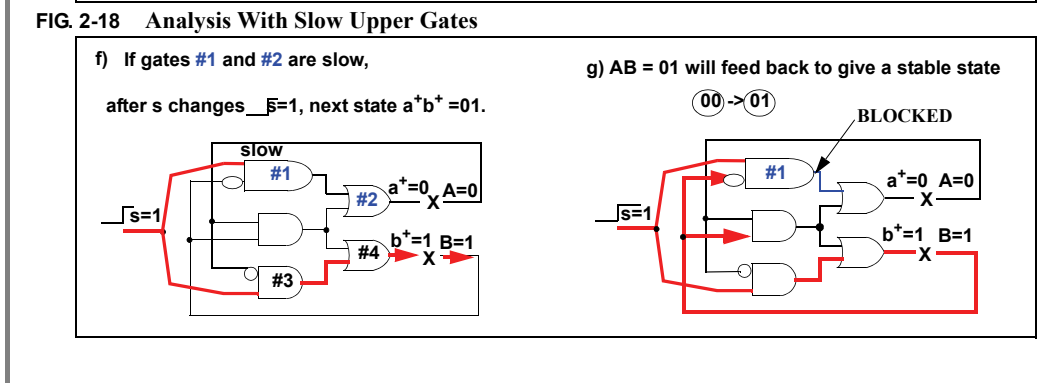 FIG. 2-18 Analysis With Slow Upper Gates
f) If gates #1 and #2 are slow,
after s changes s=1, next state a⁺b⁺ =01.
slow
#1
#2
a⁺=0
X
A=0
s=1
b⁺=1
X
B=1
#4
#3
g) AB = 01 will feed back to give a stable state
00 -> 01
BLOCKED
#1
a⁺=0
X
A=0
s=1
b⁺=1
X
B=1